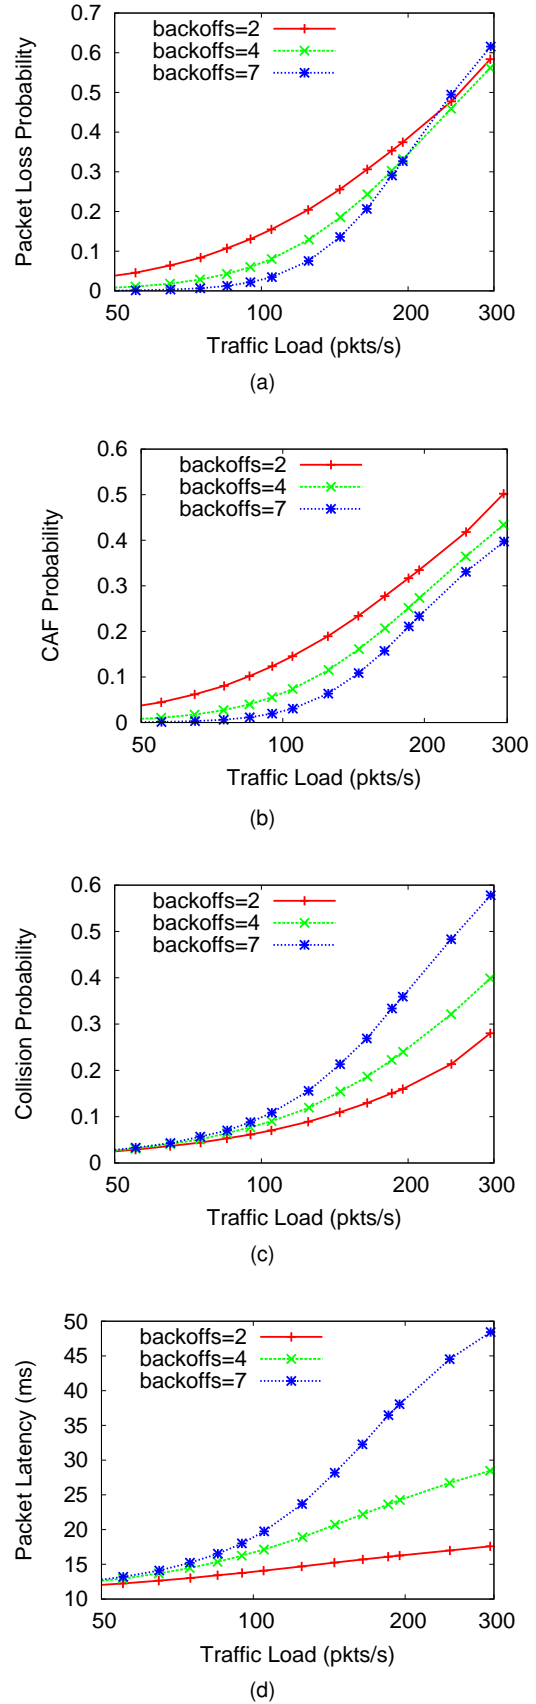 0.7
0.6
0.5
0.4
0.3
0.2
0.1
0
Packet Loss Probability
backoffs=2
backoffs=4
backoffs=7
50 100 200 300
Traffic Load (pkts/s)
(a)
0.6
0.5
0.4
0.3
0.2
0.1
0
CAF Probability
backoffs=2
backoffs=4
backoffs=7
50 100 200 300
Traffic Load (pkts/s)
(b)
0.6
0.5
0.4
0.3
0.2
0.1
0
Collision Probability
backoffs=2
backoffs=4
backoffs=7
50 100 200 300
Traffic Load (pkts/s)
(c)
50
45
40
35
30
25
20
15
10
Packet Latency (ms)
backoffs=2
backoffs=4
backoffs=7
50 100 200 300
Traffic Load (pkts/s)
(d)